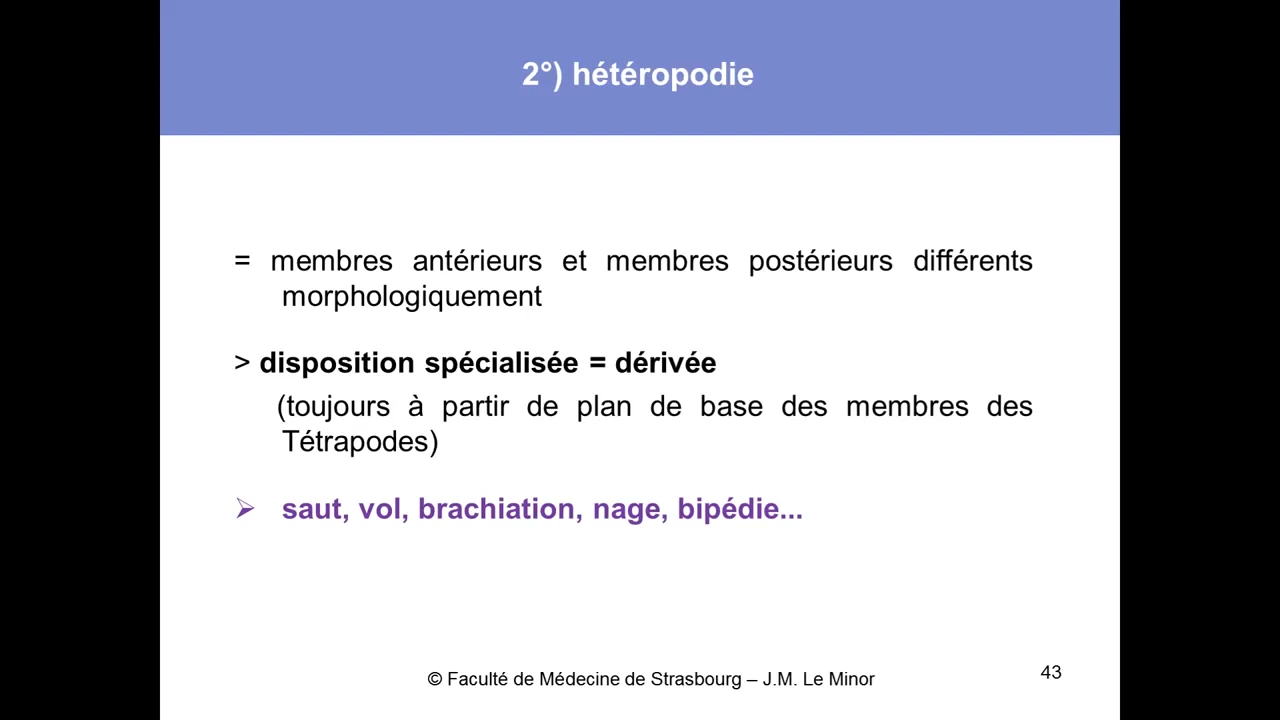 2°) hétéropodie
= membres antérieurs et membres postérieurs différents
morphologiquement
> disposition spécialisée = dérivée
(toujours à partir de plan de base des membres des
Tétrapodes)
➢ saut, vol, brachiation, nage, bipédie...
© Faculté de Médecine de Strasbourg – J.M. Le Minor
43